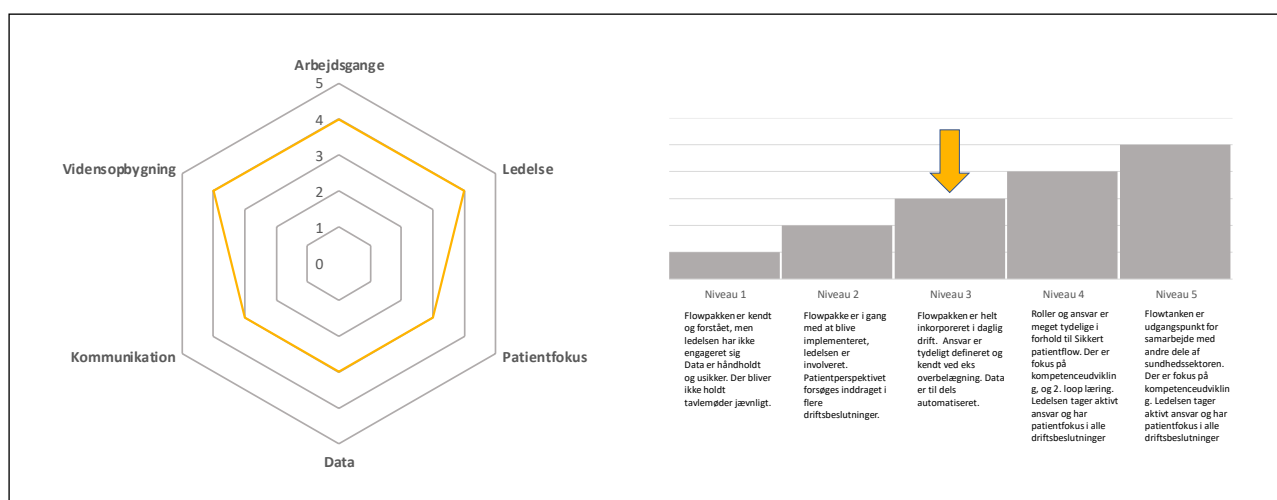 Arbejdsgange
5
4
3
2
1
0
Vidensopbygning
Ledelse
Kommunikation
Patientfokus
Data
Niveau 1
Flowpakken er kendt
og forstået, men
ledelsen har ikke
engageret sig
Data er håndholdt
og usikker. Der bliver
ikke holdt
tavlemøder jævnligt.
Niveau 2
Flowpakke er i gang
med at blive
implementeret,
ledelsen er
involveret.
Patientperspektivet
forsøges inddraget i
flere
driftsbeslutninger.
Niveau 3
Flowpakken er helt
inkorporeret i daglig
drift.  Ansvar er
tydeligt defineret og
kendt ved eks
overbelægning. Data
er til dels
automatiseret.
Niveau 4
Roller og ansvar er
meget tydelige i
forhold til Sikkert
patientflow. Der er
fokus på
kompetenceudviklin
g, og 2. loop læring.
Ledelsen tager aktivt
ansvar og har
patientfokus i alle
driftsbeslutninger
Niveau 5
Flowtanken er
udgangspunkt for
samarbejde med
andre dele af
sundhedssektoren.
Der er fokus på
kompetenceudviklin
g. Ledelsen tager
aktivt ansvar og har
patientfokus i alle
driftsbeslutninger